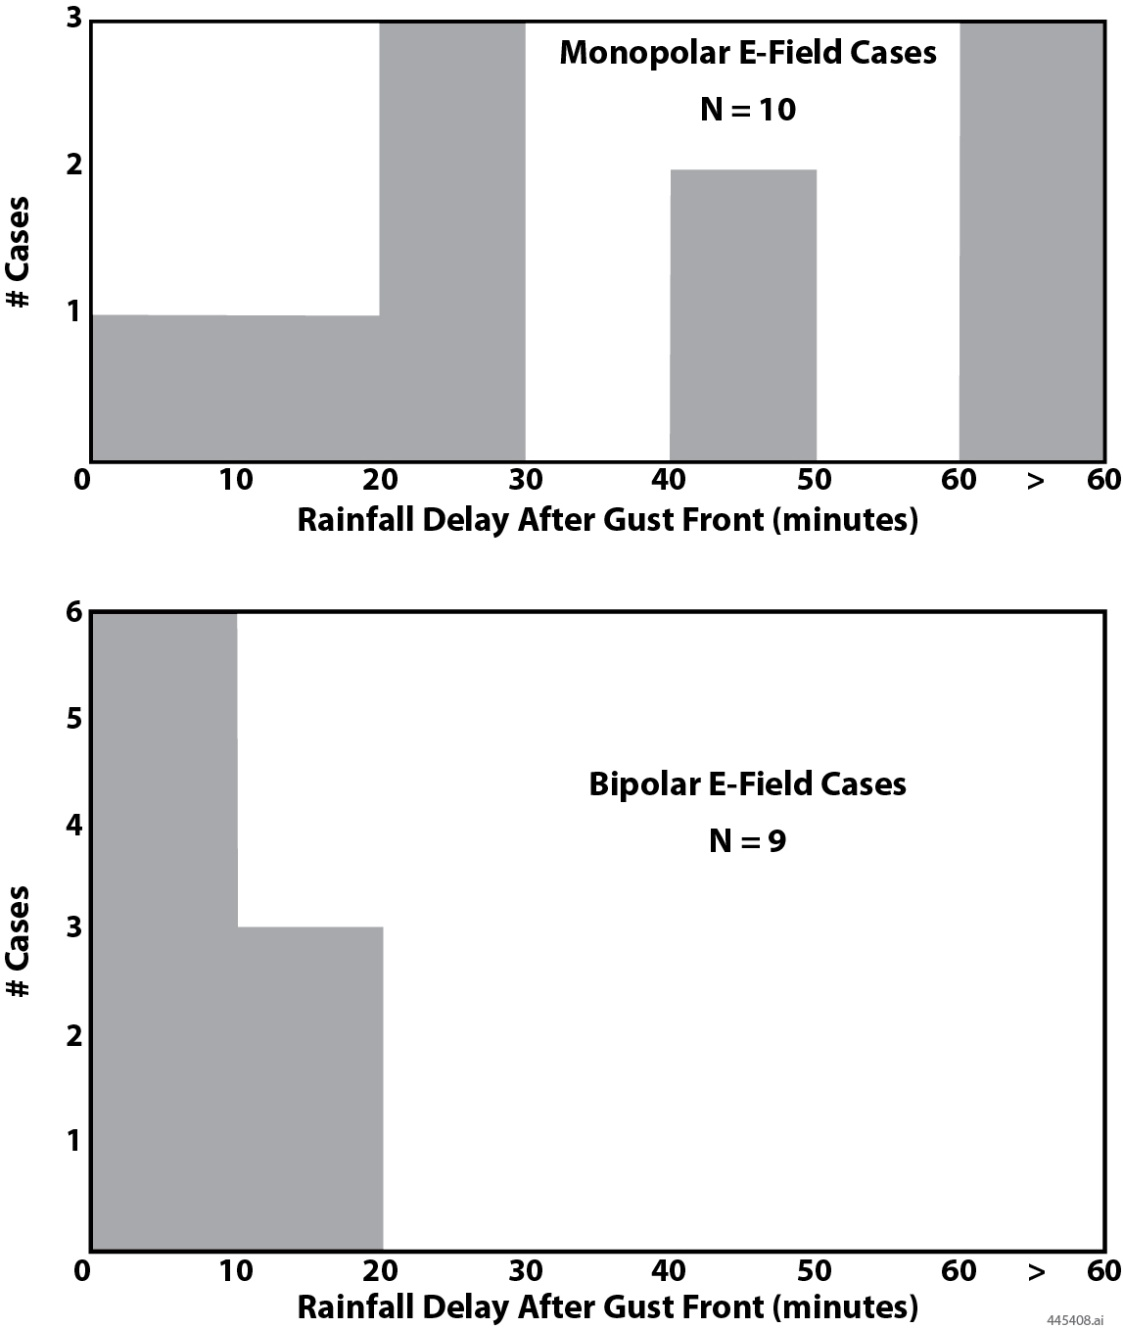 3
Monopolar E-Field Cases
N = 10
2
# Cases
1
0 10 20 30 40 50 60 > 60
Rainfall Delay After Gust Front (minutes)
6
5
Bipolar E-Field Cases
4
N = 9
3
# Cases
2
1
0 10 20 30 40 50 60 > 60
Rainfall Delay After Gust Front (minutes)
445408.ai